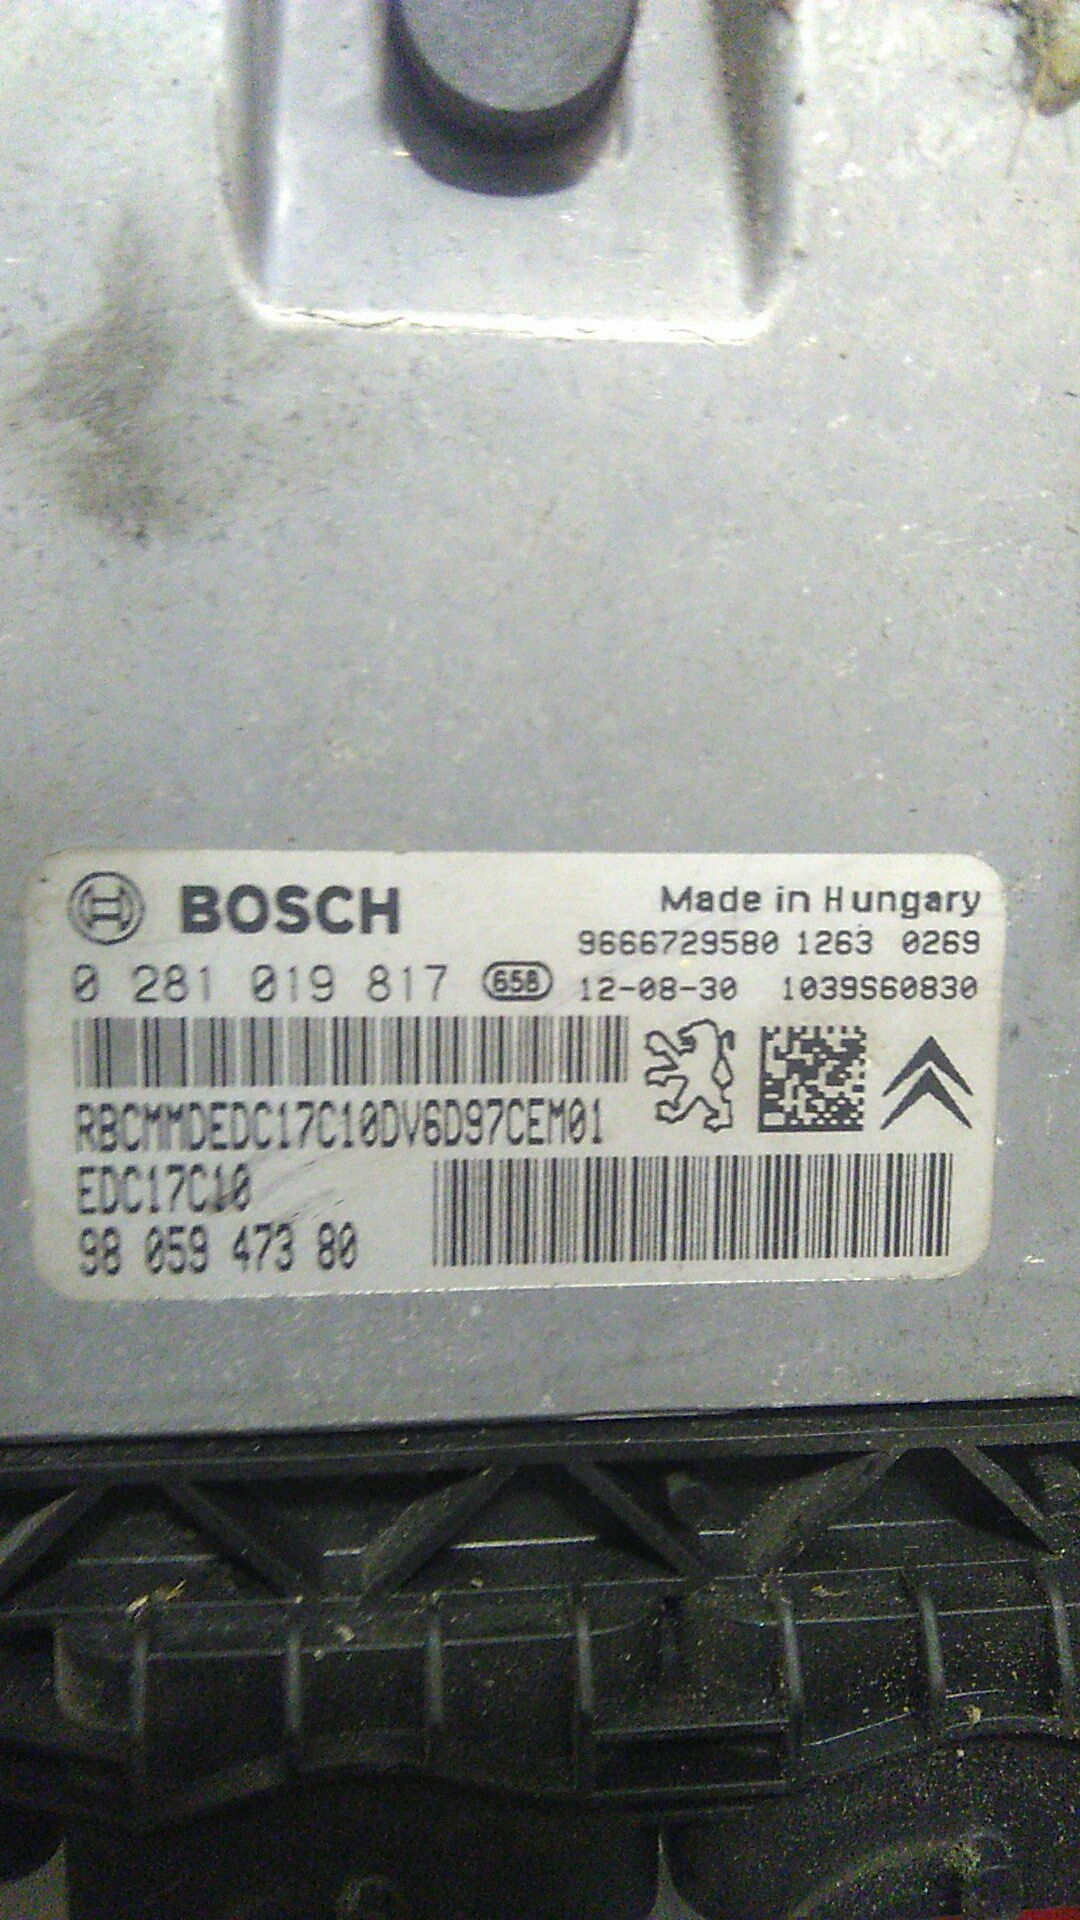 BOSCH
Made in Hungary
9666729580 1263 0269
0 281 019 817 658 12-08-30 1039S60830
RBCMMDEDC17C10DV6D97CEM01
EDC17C10
98 059 473 80